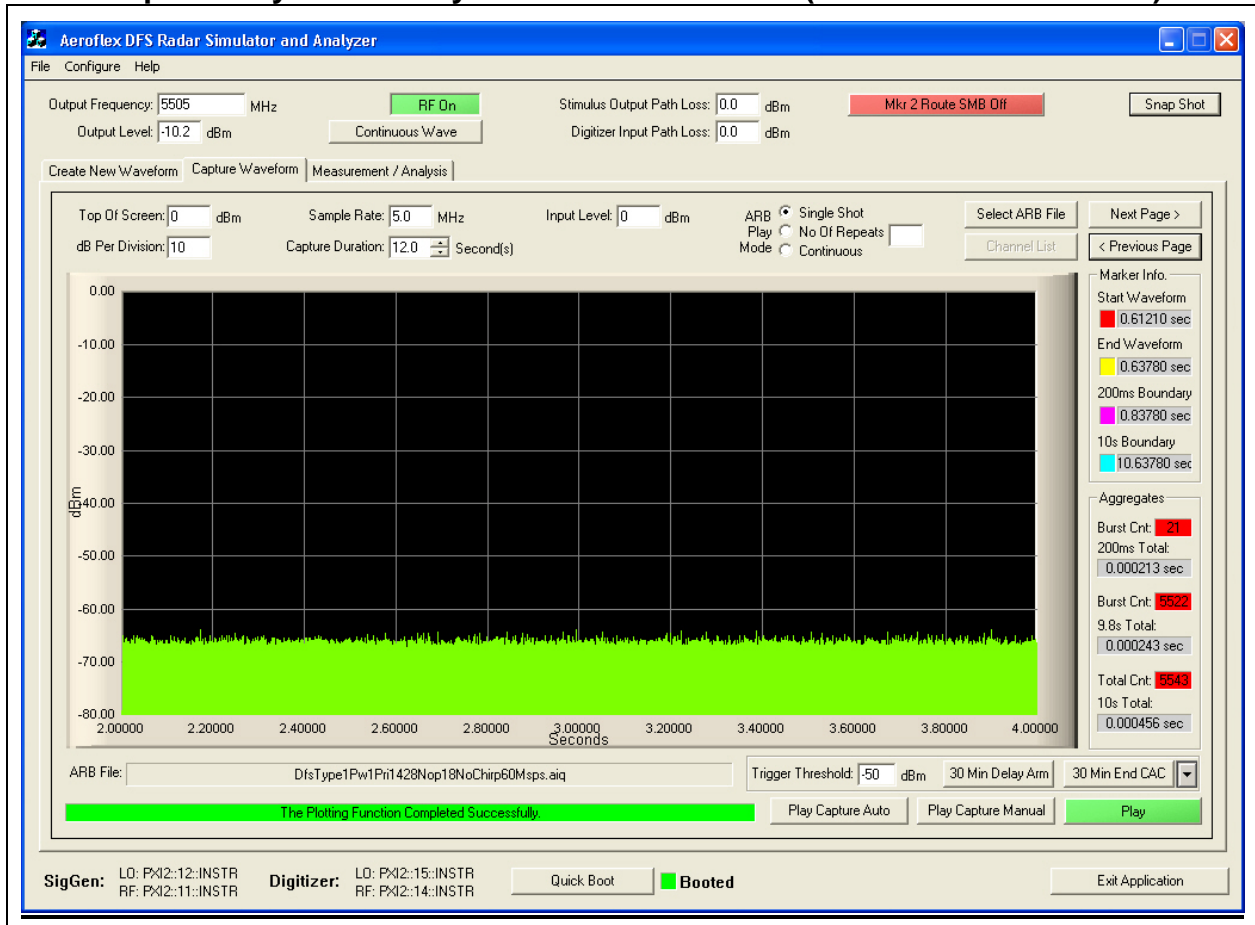 Aeroflex DFS Radar Simulator and Analyzer
File Configure Help
Output Frequency: 5505 MHz RF On Stimulus Output Path Loss: 0.0 dBm Mkr 2 Route SMB Off Snap Shot
Output Level: -10.2 dBm Continuous Wave Digitizer Input Path Loss: 0.0 dBm
Create New Waveform Capture Waveform Measurement / Analysis
Top Of Screen: 0 dBm Sample Rate: 5.0 MHz Input Level: 0 dBm ARB Play Mode Single Shot Select ARB File Next Page >
No Of Repeats
dB Per Division: 10 Capture Duration: 12.0 Second(s) Continuous Channel List < Previous Page
0.00
-10.00
-20.00
-30.00
-40.00
-50.00
-60.00
-70.00
-80.00
dBm
2.00000 2.20000 2.40000 2.60000 2.80000 3.00000 3.20000 3.40000 3.60000 3.80000 4.00000
Seconds
Marker Info.
Start Waveform
0.61210 sec
End Waveform
0.63780 sec
200ms Boundary
0.83780 sec
10s Boundary
10.63780 sec
Aggregates
Burst Cnt: 21
200ms Total:
0.000213 sec
Burst Cnt: 5522
9.8s Total:
0.000243 sec
Total Cnt: 5543
10s Total:
0.000456 sec
ARB File: DfsType1Pw1Pri1428Nop18NoChirp60Msps.aiq Trigger Threshold: -50 dBm 30 Min Delay Arm 30 Min End CAC
The Plotting Function Completed Successfully. Play Capture Auto Play Capture Manual Play
SigGen: LO: PXI2::12::INSTR Digitizer: LO: PXI2::15::INSTR Quick Boot Booted Exit Application
RF: PXI2::11::INSTR RF: PXI2::14::INSTR